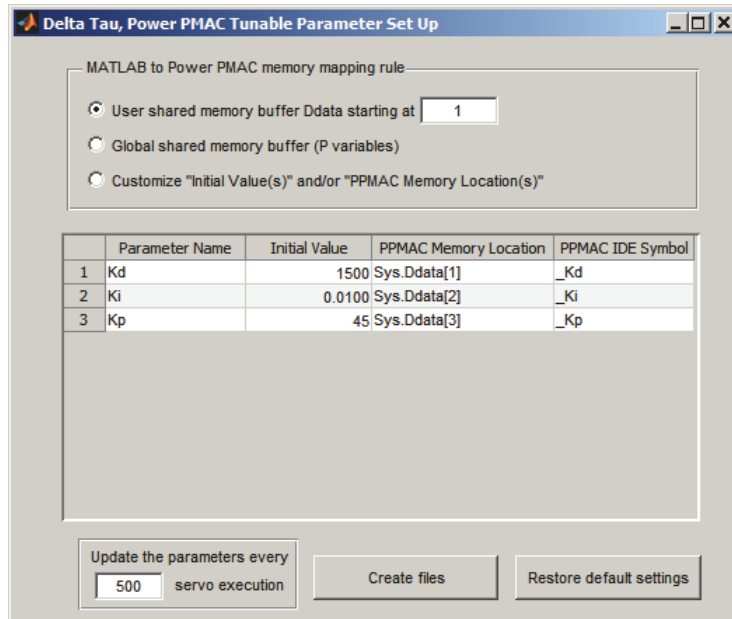 Delta Tau, Power PMAC Tunable Parameter Set Up
MATLAB to Power PMAC memory mapping rule
User shared memory buffer Ddata starting at 1
Global shared memory buffer (P variables)
Customize "Initial Value(s)" and/or "PPMAC Memory Location(s)"
Parameter Name Initial Value PPMAC Memory Location PPMAC IDE Symbol
1 Kd 1500 Sys.Ddata[1] _Kd
2 Ki 0.0100 Sys.Ddata[2] _Ki
3 Kp 45 Sys.Ddata[3] _Kp
Update the parameters every
500 servo execution
Create files
Restore default settings